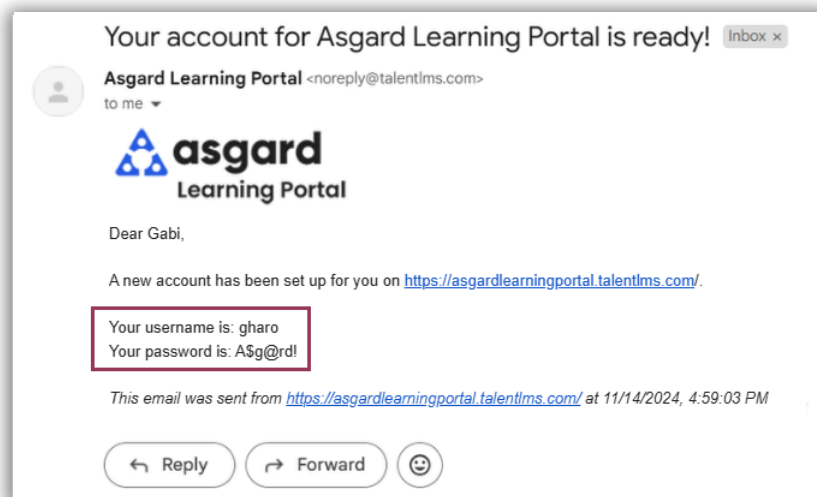 Your account for Asgard Learning Portal is ready! Inbox ×
Asgard Learning Portal <noreply@talentlms.com>
to me
asgard
Learning Portal
Dear Gabi,
A new account has been set up for you on https://asgardlearningportal.talentlms.com/.
Your username is: gharo
Your password is: A$g@rd!
This email was sent from https://asgardlearningportal.talentlms.com/ at 11/14/2024, 4:59:03 PM
Reply Forward